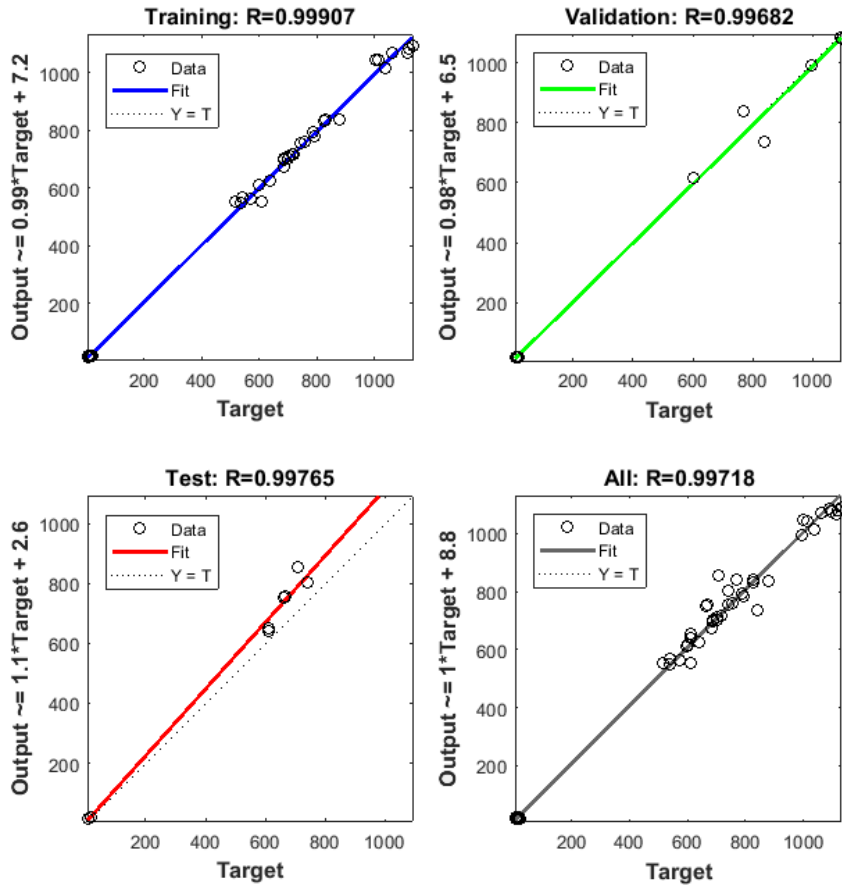 Training: R=0.99907
Output ~= 0.99*Target + 7.2
1000
800
600
400
200
Data
Fit
Y = T
200 400 600 800 1000
Target
Validation: R=0.99682
Output ~= 0.98*Target + 6.5
1000
800
600
400
200
Data
Fit
Y = T
200 400 600 800 1000
Target
Test: R=0.99765
Output ~= 1.1*Target + 2.6
1000
800
600
400
200
Data
Fit
Y = T
200 400 600 800 1000
Target
All: R=0.99718
Output ~= 1*Target + 8.8
1000
800
600
400
200
Data
Fit
Y = T
200 400 600 800 1000
Target